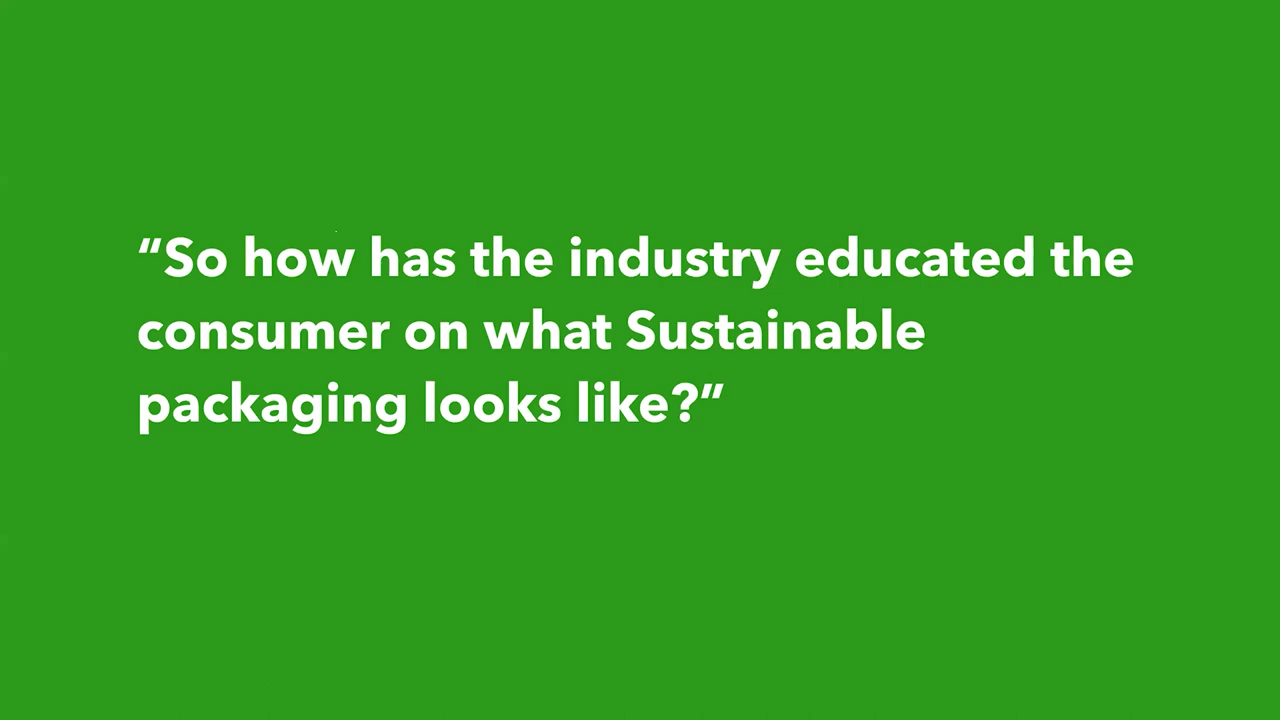 “So how has the industry educated the
consumer on what Sustainable
packaging looks like?”